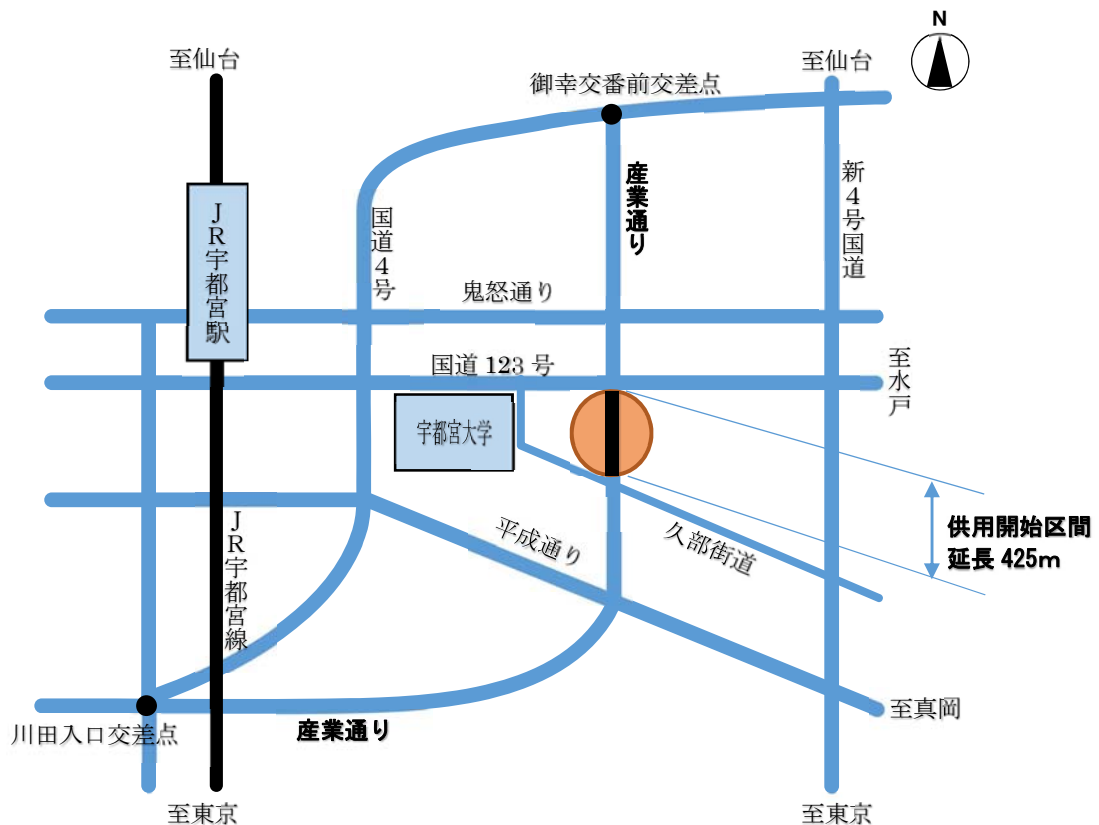 N
至仙台
至仙台
御幸交番前交差点
産業通り
新4号国道
JR宇都宮駅
国道4号
鬼怒通り
国道 123 号
至水戸
宇都宮大学
供用開始区間
延長 425m
平成通り
久部街道
JR宇都宮線
至真岡
川田入口交差点
産業通り
至東京
至東京